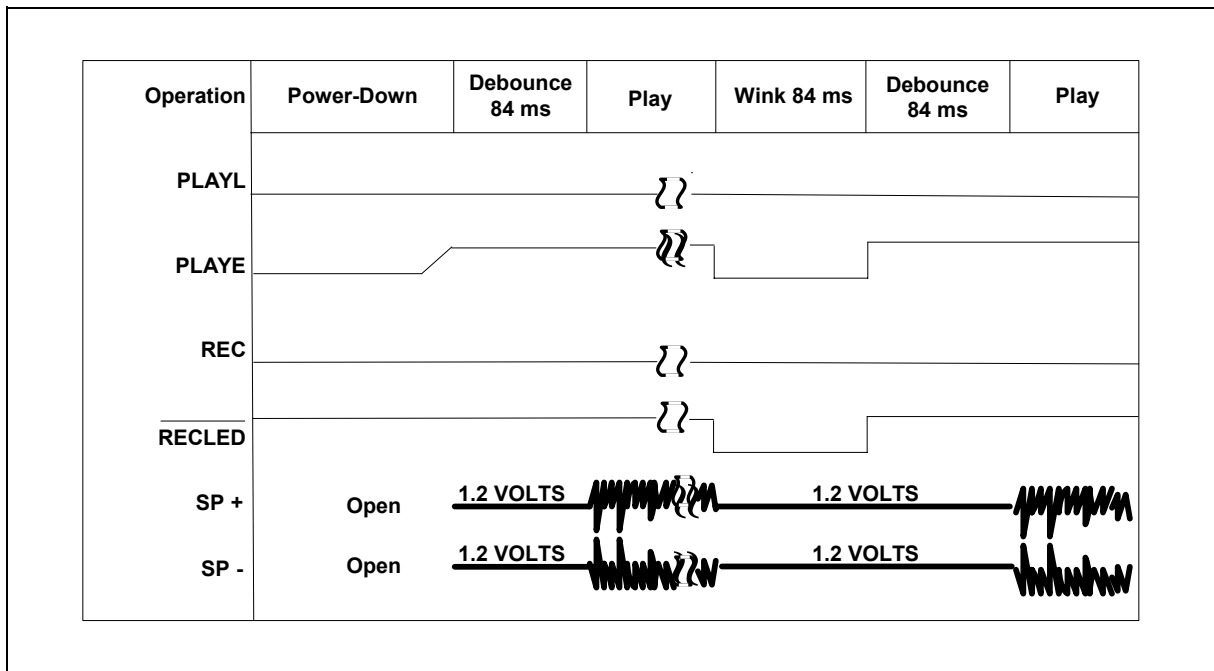 Operation Power-Down Debounce 84 ms Play Wink 84 ms Debounce 84 ms Play
PLAYL
PLAYE
REC
RECLED
SP + Open 1.2 VOLTS 1.2 VOLTS
SP - Open 1.2 VOLTS 1.2 VOLTS